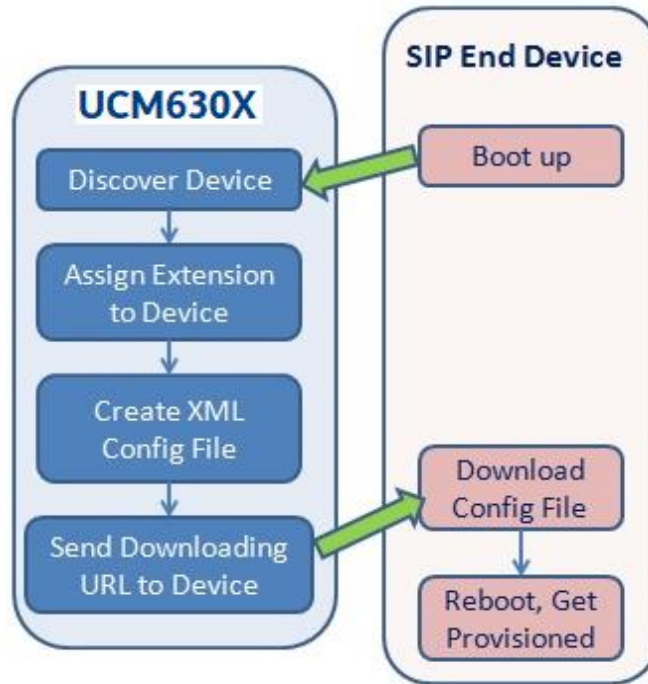 UCM630X
Discover Device
Assign Extension
to Device
Create XML
Config File
Send Downloading
URL to Device
SIP End Device
Boot up
Download
Config File
Reboot, Get
Provisioned